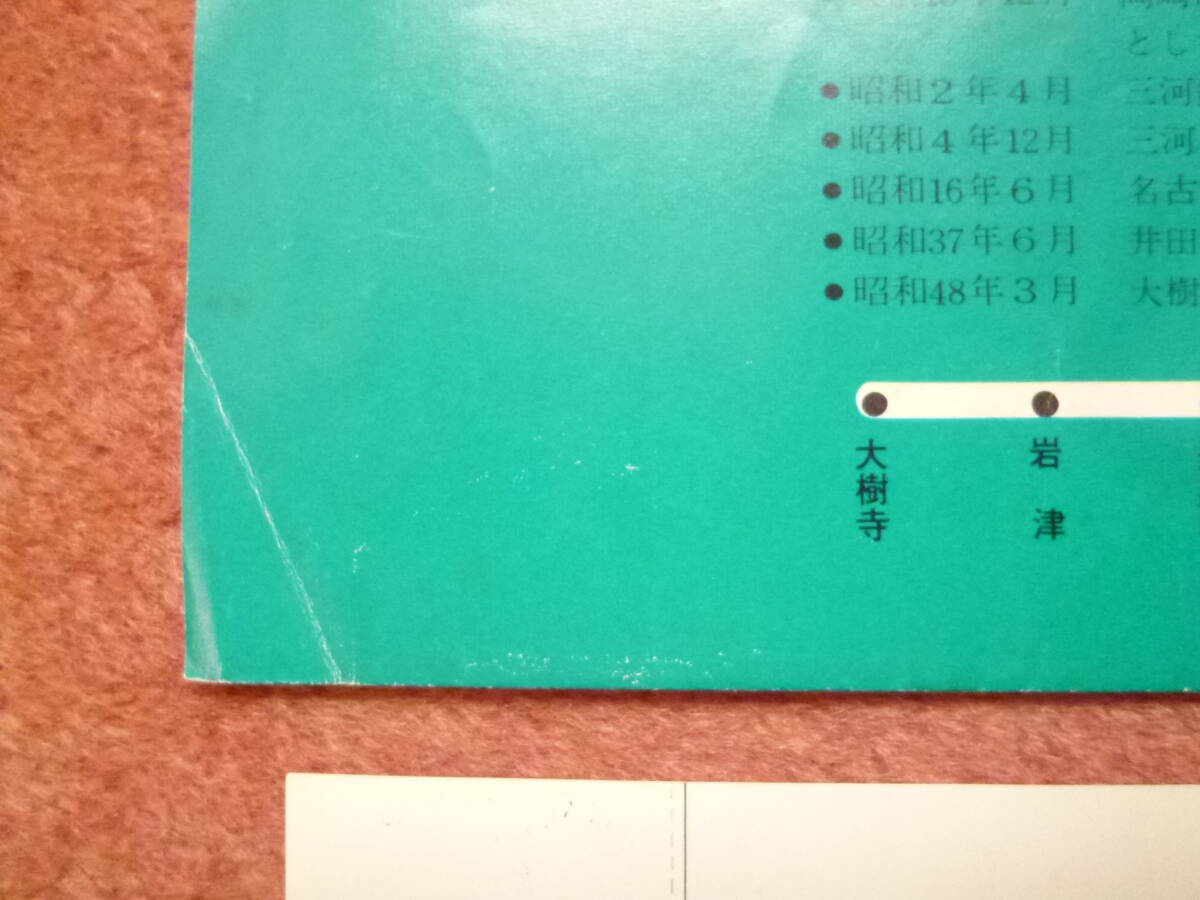 とし
●昭和2年4月 三河
●昭和4年12月 三河
●昭和16年6月 名古
●昭和37年6月 井田
●昭和48年3月 大樹
大樹寺
岩津